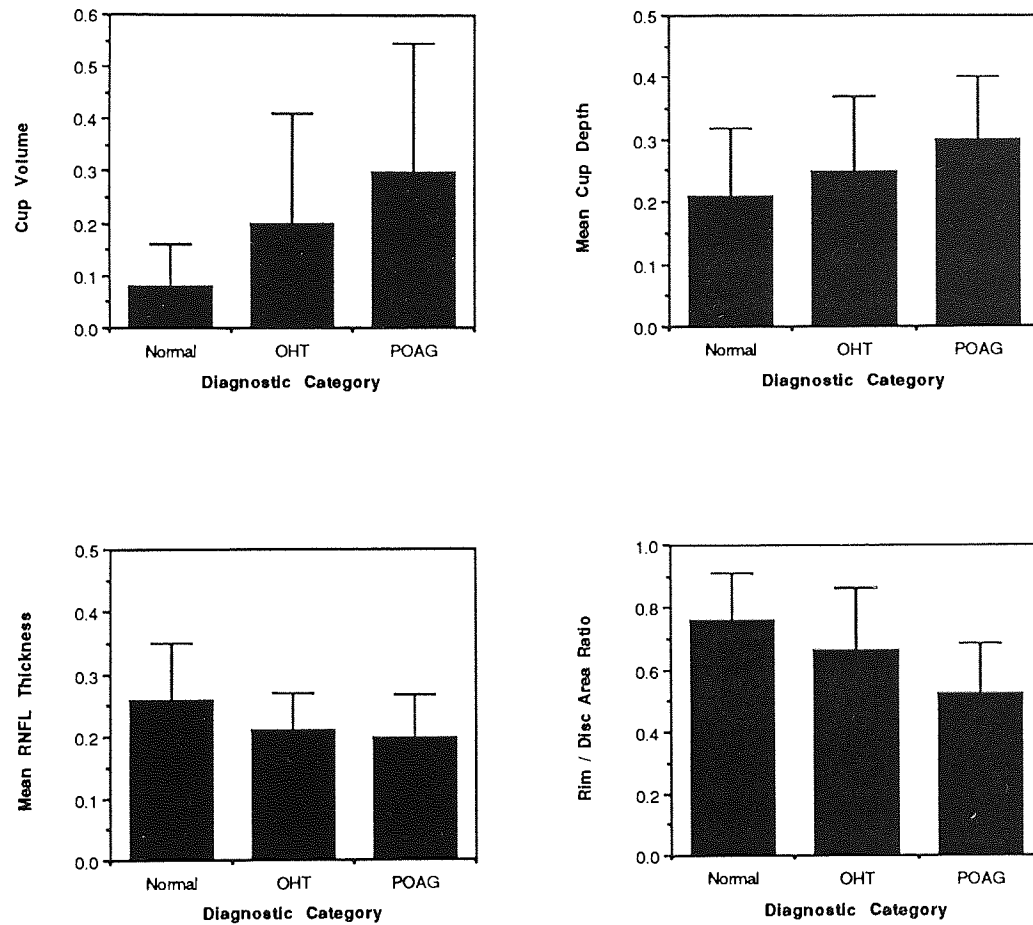 0.6
0.5
0.4
0.3
0.2
0.1
0.0
Cup Volume
Normal OHT POAG
Diagnostic Category
0.5
0.4
0.3
0.2
0.1
0.0
Mean Cup Depth
Normal OHT POAG
Diagnostic Category
0.5
0.4
0.3
0.2
0.1
0.0
Mean RNFL Thickness
Normal OHT POAG
Diagnostic Category
1.0
0.8
0.6
0.4
0.2
0.0
Rim / Disc Area Ratio
Normal OHT POAG
Diagnostic Category